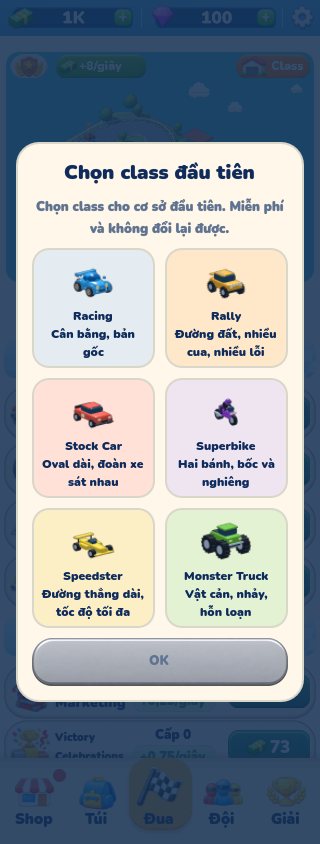 1K
100
+8/giây
Class
Chọn class đầu tiên
Chọn class cho cơ sở đầu tiên. Miễn phí
và không đổi lại được.
Racing
Cân bằng, bản
gốc
Rally
Đường đất, nhiều
cua, nhiều lỗi
Stock Car
Oval dài, đoàn xe
sát nhau
Superbike
Hai bánh, bốc và
nghiêng
Speedster
Đường thẳng dài,
tốc độ tối đa
Monster Truck
Vật cản, nhảy,
hỗn loạn
OK
Marketing
Victory
Celebrations
Cấp 0
+0,75/giây
73
Shop
Túi
Đua
Đội
Giải